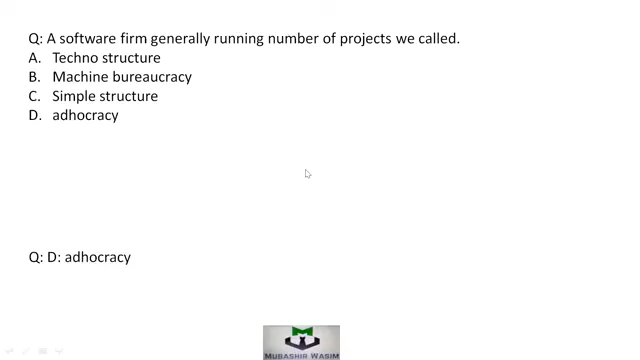 Q: A software firm generally running number of projects we called.
A. Techno structure
B. Machine bureaucracy
C. Simple structure
D. adhocracy
Q: D: adhocracy
MUBASHIR WASIM